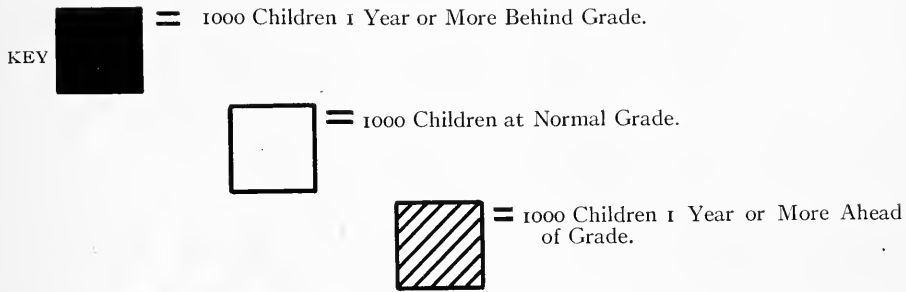 = 1000 Children 1 Year or More Behind Grade.
KEY
= 1000 Children at Normal Grade.
= 1000 Children 1 Year or More Ahead
of Grade.